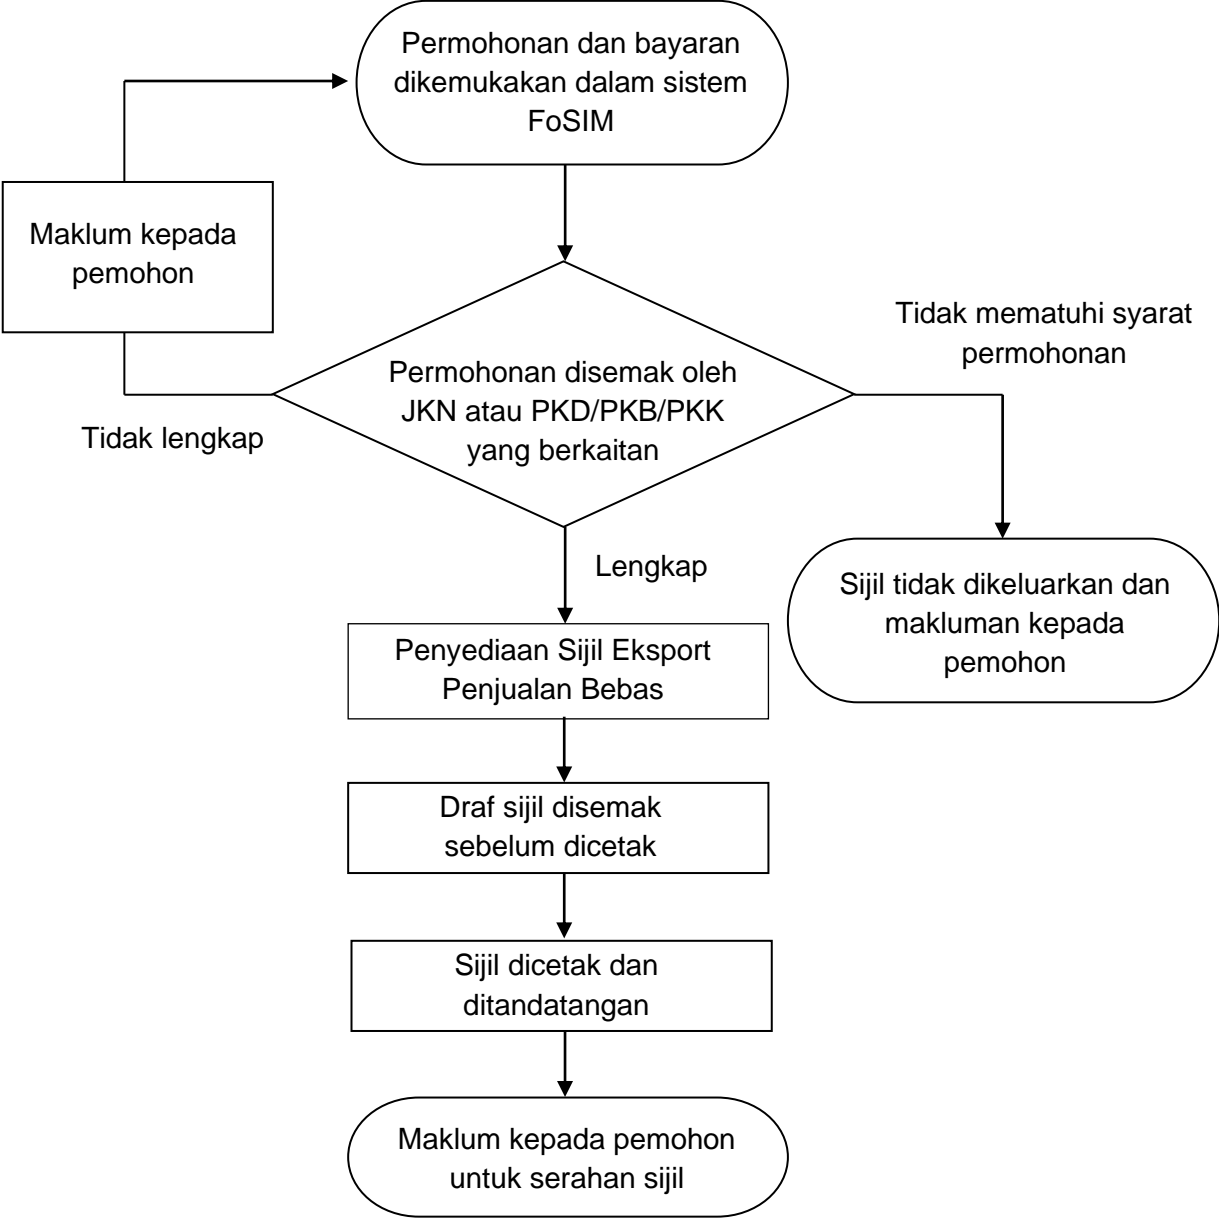 Permohonan dan bayaran
dikemukakan dalam sistem
FoSIM
Maklum kepada
pemohon
Tidak mematuhi syarat
permohonan
Permohonan disemak oleh
JKN atau PKD/PKB/PKK
yang berkaitan
Tidak lengkap
Lengkap
Sijil tidak dikeluarkan dan
makluman kepada
pemohon
Penyediaan Sijil Eksport
Penjualan Bebas
Draf sijil disemak
sebelum dicetak
Sijil dicetak dan
ditandatangan
Maklum kepada pemohon
untuk serahan sijil